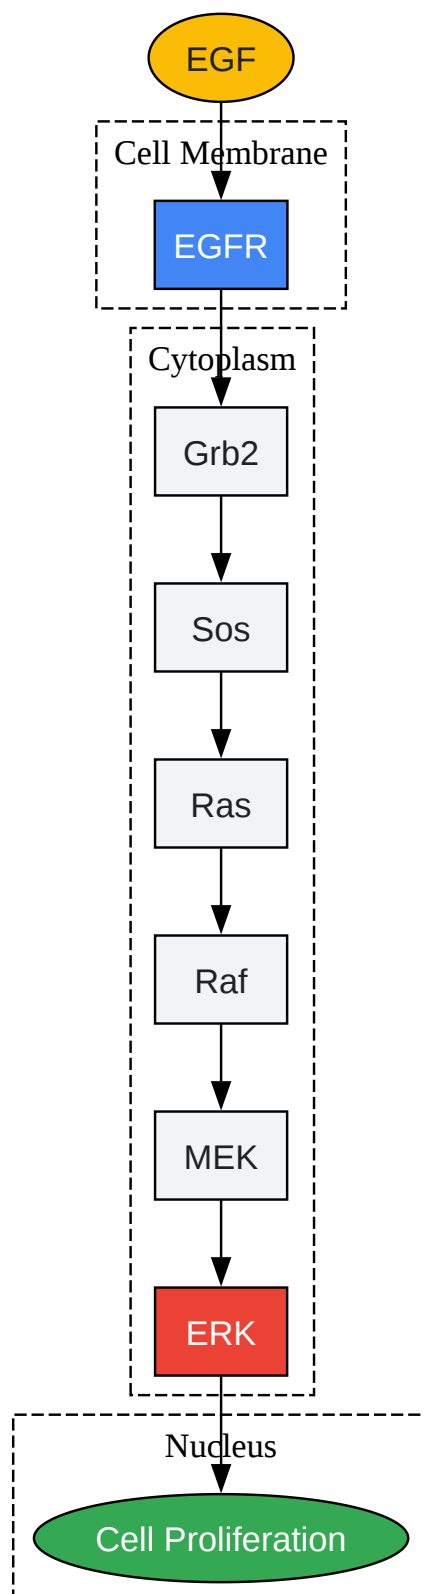 EGF
Cell Membrane
EGFR
Cytoplasm
Grb2
Sos
Ras
Raf
MEK
ERK
Nucleus
Cell Proliferation